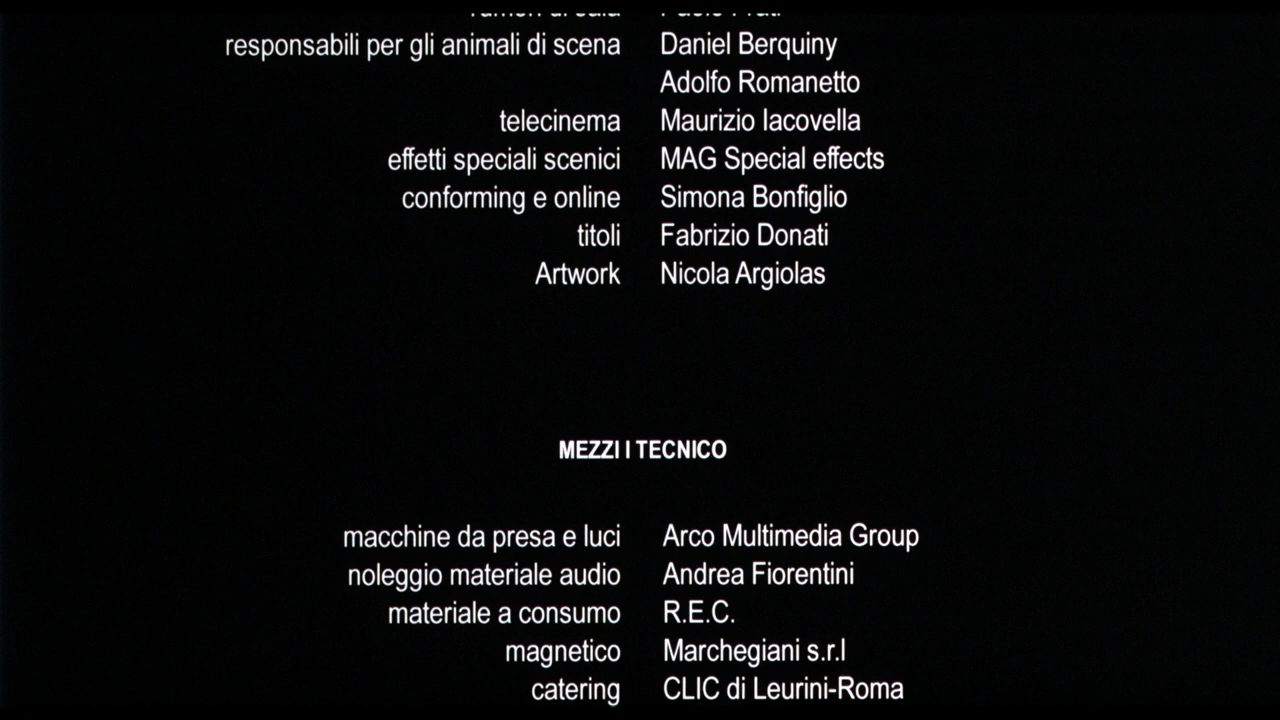 responsabili per gli animali di scena Daniel Berquiny
Adolfo Romanetto
telecinema Maurizio Iacovella
effetti speciali scenici MAG Special effects
conforming e online Simona Bonfiglio
titoli Fabrizio Donati
Artwork Nicola Argiolas
MEZZI I TECNICO
macchine da presa e luci Arco Multimedia Group
noleggio materiale audio Andrea Fiorentini
materiale a consumo R.E.C.
magnetico Marchegiani s.r.l
catering CLIC di Leurini-Roma